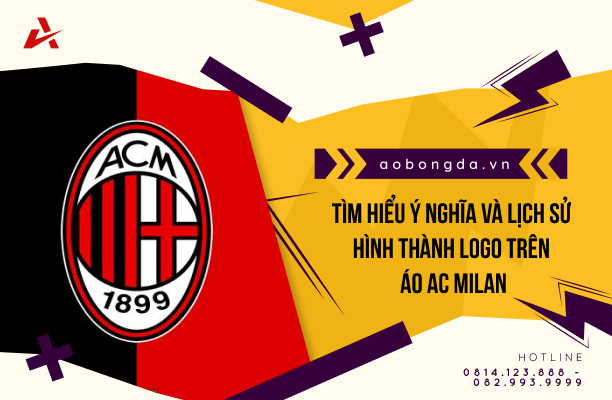 ACM
1899
aobongda.vn
TÌM HIỂU Ý NGHĨA VÀ LỊCH SỬ
HÌNH THÀNH LOGO TRÊN
ÁO AC MILAN
HOTLINE
0814.123.888 -
082.993.9999